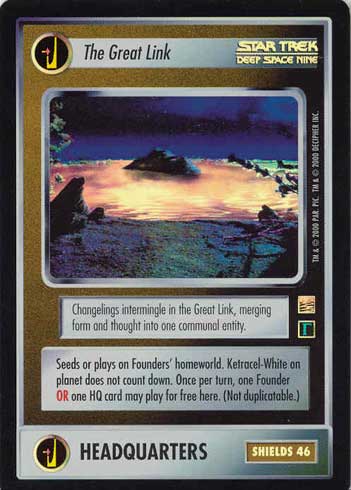 The Great Link
STAR TREK
DEEP SPACE NINE
TM & © 2000 PAR. PIC. TM & © 2000 DECIPHER INC.
Changelings intermingle in the Great Link, merging
form and thought into one communal entity.
Seeds or plays on Founders' homeworld. Ketracel-White on
planet does not count down. Once per turn, one Founder
OR one HQ card may play for free here. (Not duplicatable.)
HEADQUARTERS
SHIELDS 46